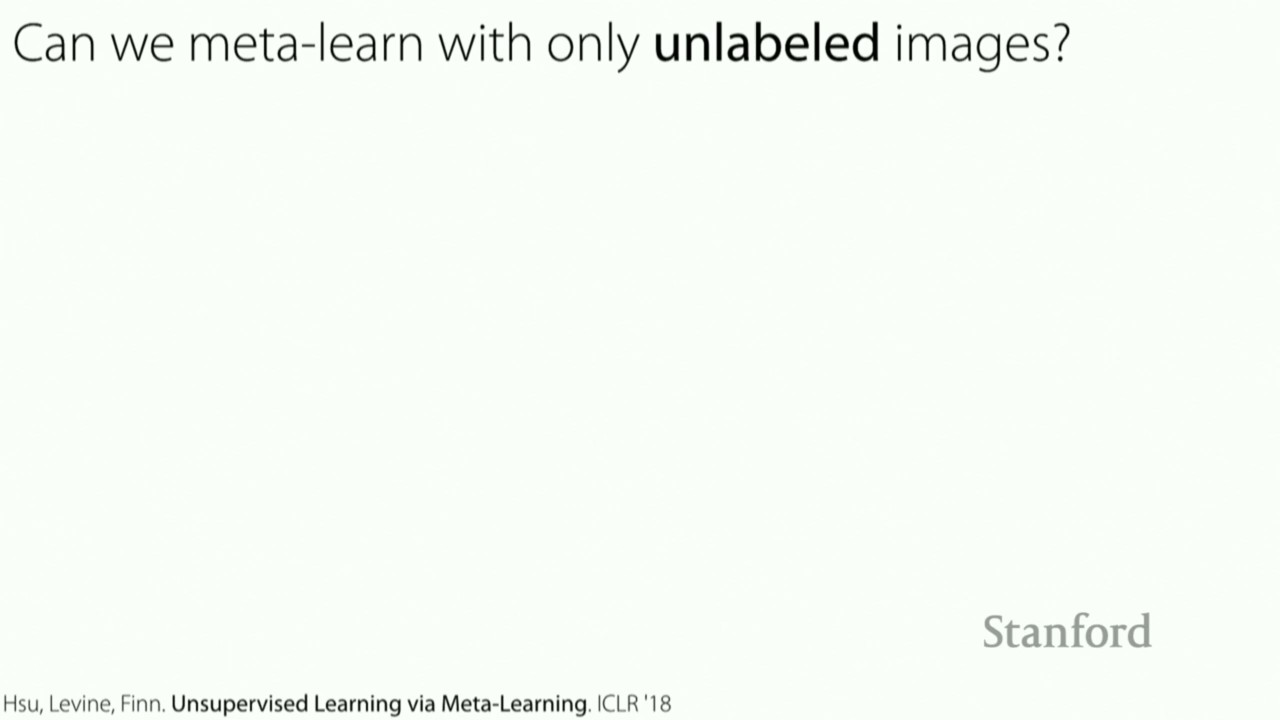 Can we meta-learn with only unlabeled images?
Stanford
Hsu, Levine, Finn. Unsupervised Learning via Meta-Learning. ICLR '18